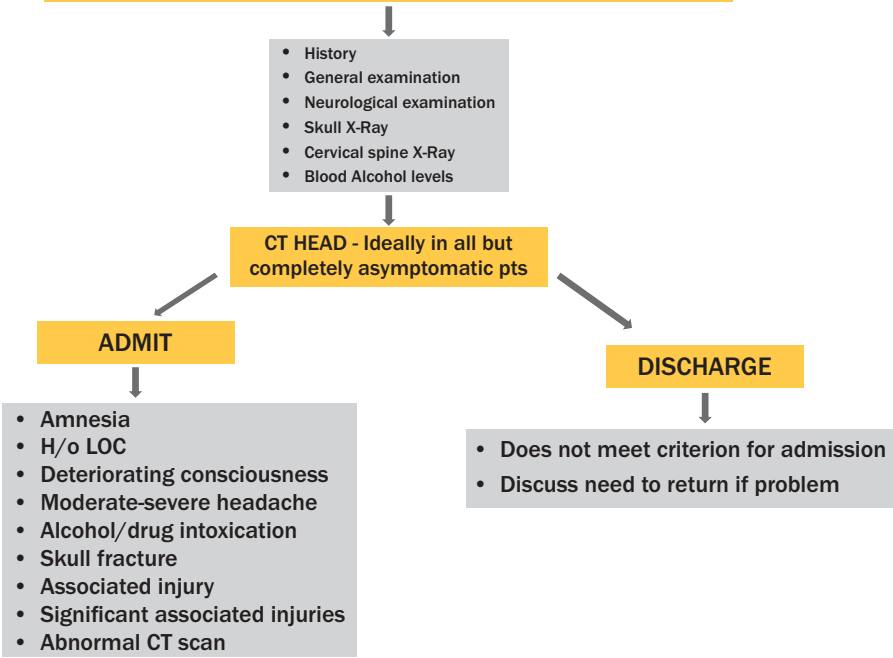 • History
• General examination
• Neurological examination
• Skull X-Ray
• Cervical spine X-Ray
• Blood Alcohol levels
CT HEAD - Ideally in all but
completely asymptomatic pts
ADMIT
• Amnesia
• H/o LOC
• Deteriorating consciousness
• Moderate-severe headache
• Alcohol/drug intoxication
• Skull fracture
• Associated injury
• Significant associated injuries
• Abnormal CT scan
DISCHARGE
• Does not meet criterion for admission
• Discuss need to return if problem